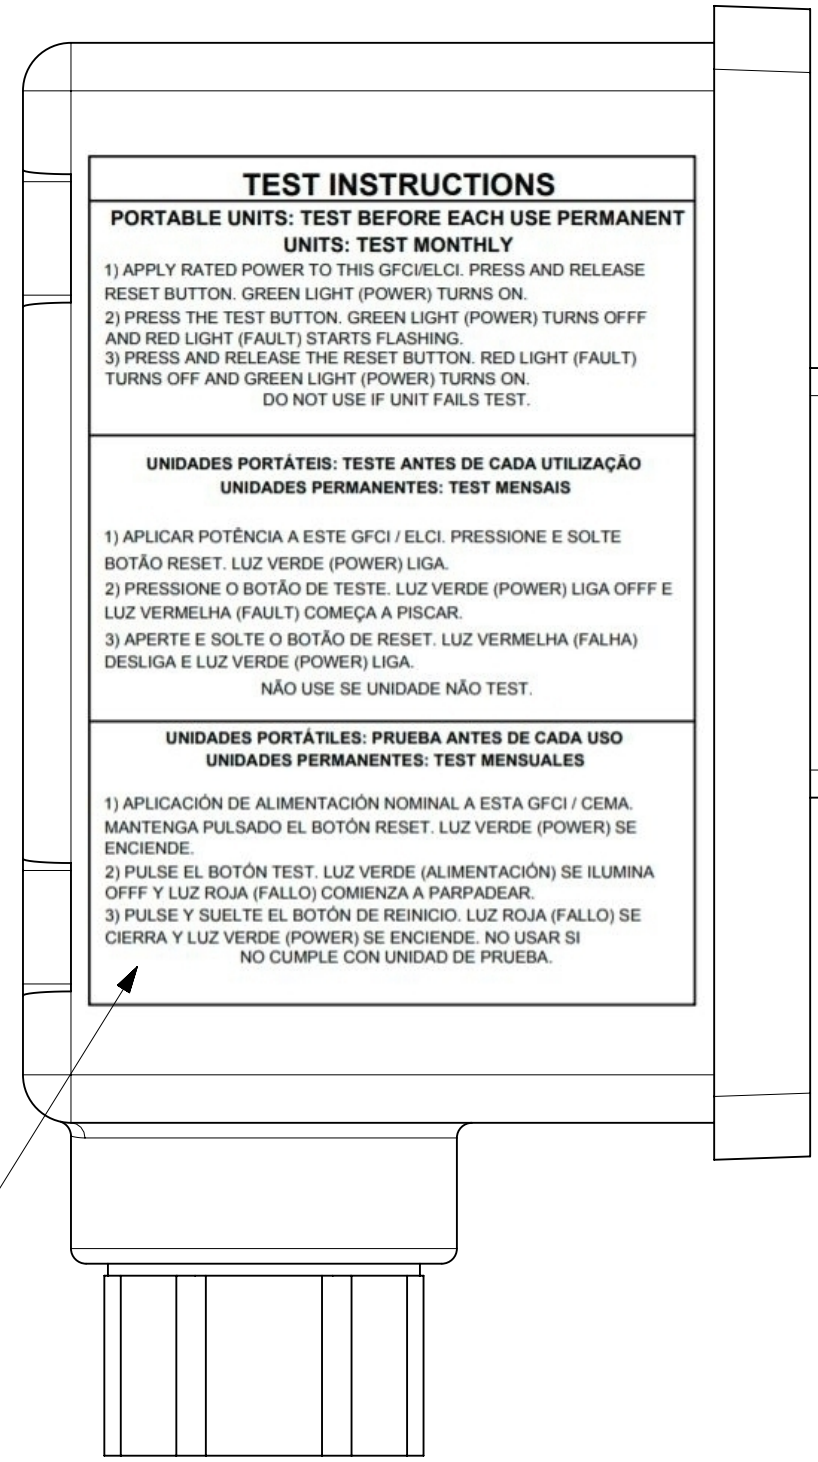 TEST INSTRUCTIONS
PORTABLE UNITS: TEST BEFORE EACH USE PERMANENT
UNITS: TEST MONTHLY
1) APPLY RATED POWER TO THIS GFCI/ELCI. PRESS AND RELEASE
RESET BUTTON. GREEN LIGHT (POWER) TURNS ON.
2) PRESS THE TEST BUTTON. GREEN LIGHT (POWER) TURNS OFFF
AND RED LIGHT (FAULT) STARTS FLASHING.
3) PRESS AND RELEASE THE RESET BUTTON. RED LIGHT (FAULT)
TURNS OFF AND GREEN LIGHT (POWER) TURNS ON.
DO NOT USE IF UNIT FAILS TEST.
UNIDADES PORTÁTEIS: TESTE ANTES DE CADA UTILIZAÇÃO
UNIDADES PERMANENTES: TEST MENSAIS
1) APLICAR POTÊNCIA A ESTE GFCI / ELCI. PRESSIONE E SOLTE
BOTÃO RESET. LUZ VERDE (POWER) LIGA.
2) PRESSIONE O BOTÃO DE TESTE. LUZ VERDE (POWER) LIGA OFFF E
LUZ VERMELHA (FAULT) COMEÇA A PISCAR.
3) APERTE E SOLTE O BOTÃO DE RESET. LUZ VERMELHA (FALHA)
DESLIGA E LUZ VERDE (POWER) LIGA.
NÃO USE SE UNIDADE NÃO TEST.
UNIDADES PORTÁTILES: PRUEBA ANTES DE CADA USO
UNIDADES PERMANENTES: TEST MENSUALES
1) APLICACIÓN DE ALIMENTACIÓN NOMINAL A ESTA GFCI / CEMA.
MANTENGA PULSADO EL BOTÓN RESET. LUZ VERDE (POWER) SE
ENCIENDE.
2) PULSE EL BOTÓN TEST. LUZ VERDE (ALIMENTACIÓN) SE ILUMINA
OFFF Y LUZ ROJA (FALLO) COMIENZA A PARPADEAR.
3) PULSE Y SUELTE EL BOTÓN DE REINICIO. LUZ ROJA (FALLO) SE
CIERRA Y LUZ VERDE (POWER) SE ENCIENDE. NO USAR SI
NO CUMPLE CON UNIDAD DE PRUEBA.